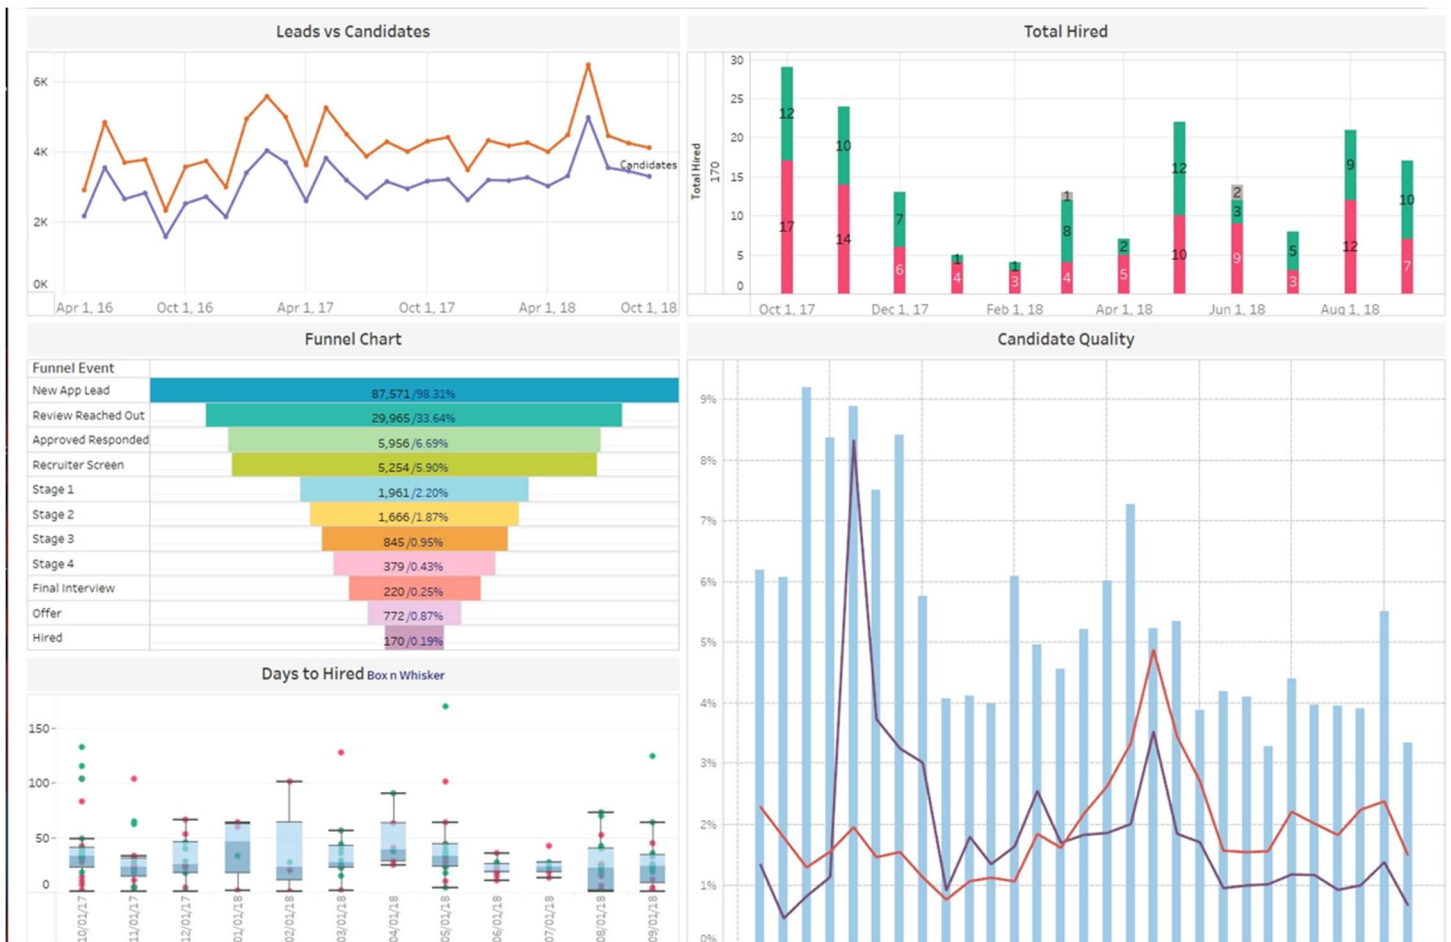 Leads vs Candidates
6K
4K
2K
0K
Candidates
Apr 1, 16
Oct 1, 16
Apr 1, 17
Oct 1, 17
Apr 1, 18
Oct 1, 18
Total Hired
Total Hired
170
30
25
20
15
10
5
0
12
17
10
14
7
6
1
4
1
3
1
8
4
2
5
12
10
2
3
9
5
3
9
12
10
7
Oct 1, 17
Dec 1, 17
Feb 1, 18
Apr 1, 18
Jun 1, 18
Aug 1, 18
Funnel Chart
Funnel Event
New App Lead 87,571 /98.31%
Review Reached Out 29,965 /33.64%
Approved Responded 5,956 /6.69%
Recruiter Screen 5,254 /5.90%
Stage 1 1,961 /2.20%
Stage 2 1,666 /1.87%
Stage 3 845 /0.95%
Stage 4 379 /0.43%
Final Interview 220 /0.25%
Offer 772 /0.87%
Hired 170 /0.19%
Candidate Quality
9%
8%
7%
6%
5%
4%
3%
2%
1%
0%
Days to Hired Box n Whisker
150
100
50
0
10/01/17
11/01/17
12/01/17
01/01/18
02/01/18
03/01/18
04/01/18
05/01/18
06/01/18
07/01/18
08/01/18
09/01/18